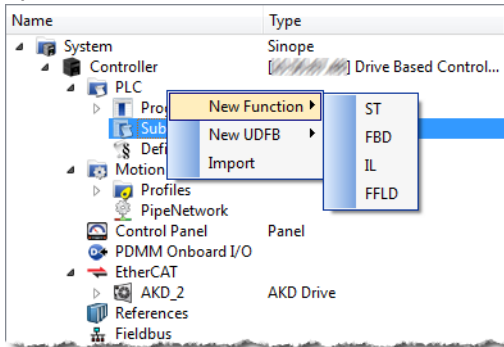 Name Type
System Sinope
Controller [ ] Drive Based Control...
PLC
New Function
Sub
New UDFB
Import
ST
FBD
IL
FFLD
Motion
Profiles
PipeNetwork
Control Panel Panel
PDMM Onboard I/O
EtherCAT
AKD_2 AKD Drive
References
Fieldbus